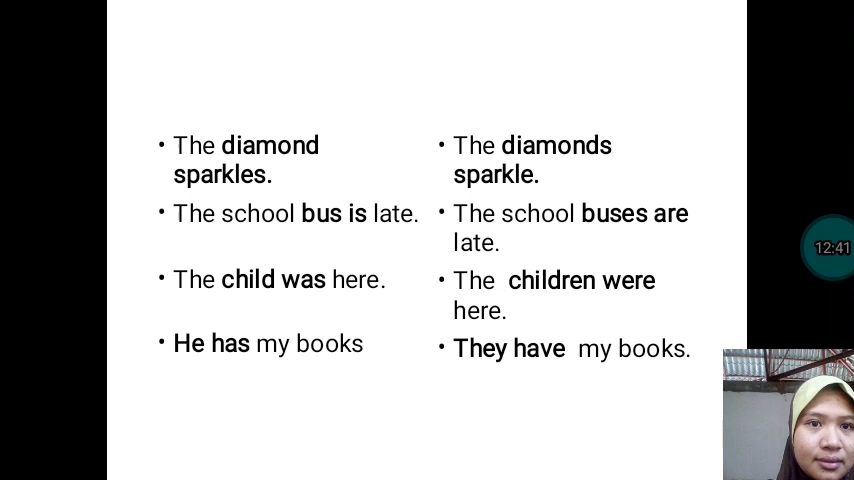 • The diamond
sparkles.
• The school bus is late.
• The child was here.
• He has my books
• The diamonds
sparkle.
• The school buses are
late.
• The  children were
here.
• They have  my books.
12:41